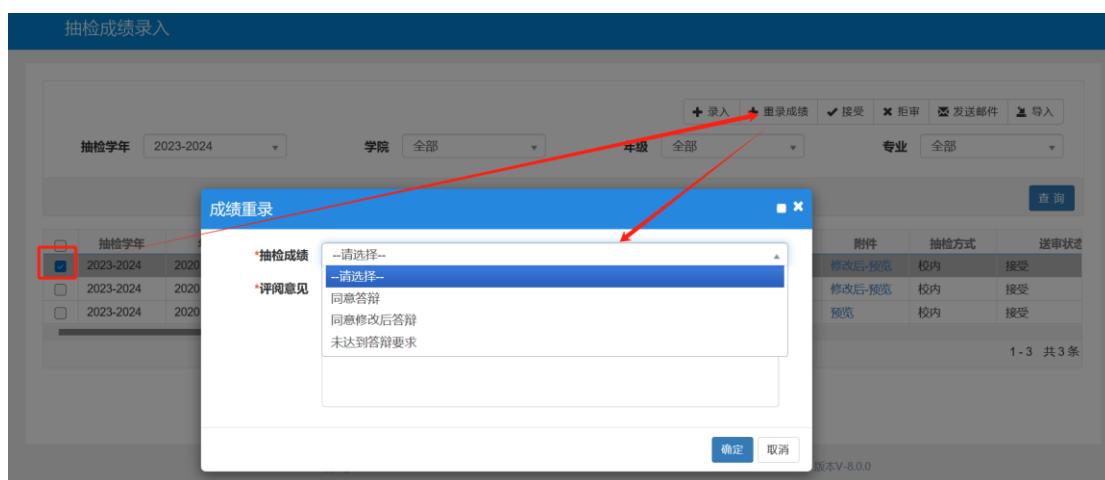 抽检成绩录入
录入 重录成绩 接受 拒审 发送邮件 导入
抽检学年 2023-2024 学院 全部 年级 全部 专业 全部
查 询
成绩重录
抽检学年 附件 抽检方式 送审状态
*抽检成绩 --请选择--
2023-2024 2020 --请选择-- 修改后-预览 校内 接受
*评阅意见
2023-2024 2020 同意答辩 修改后-预览 校内 接受
2023-2024 2020 同意修改后答辩 预览 校内 接受
未达到答辩要求
1 - 3 共 3 条
确定 取消
版本V-8.0.0